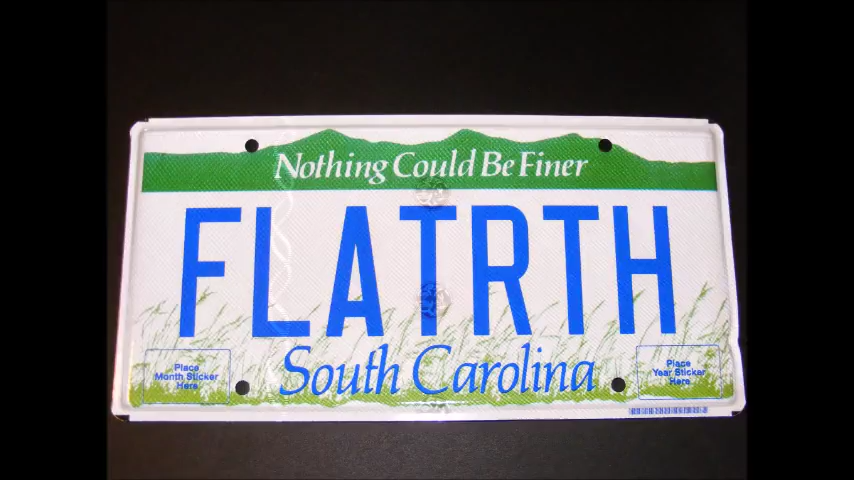 Nothing Could Be Finer
FLATRTH
South Carolina
Place
Month Sticker
Here
Place
Year Sticker
Here